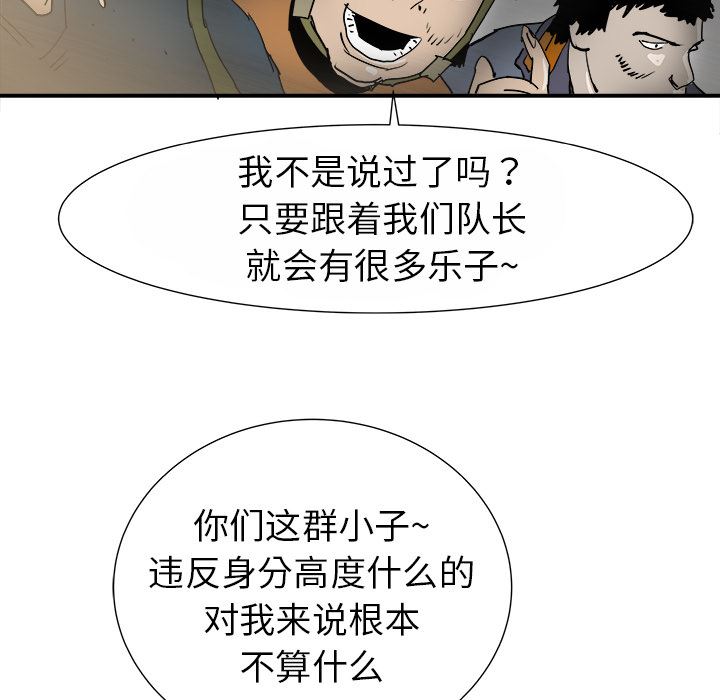 我不是说过了吗？
只要跟着我们队长
就会有很多乐子~
你们这群小子~
违反身分高度什么的
对我来说根本
不算什么